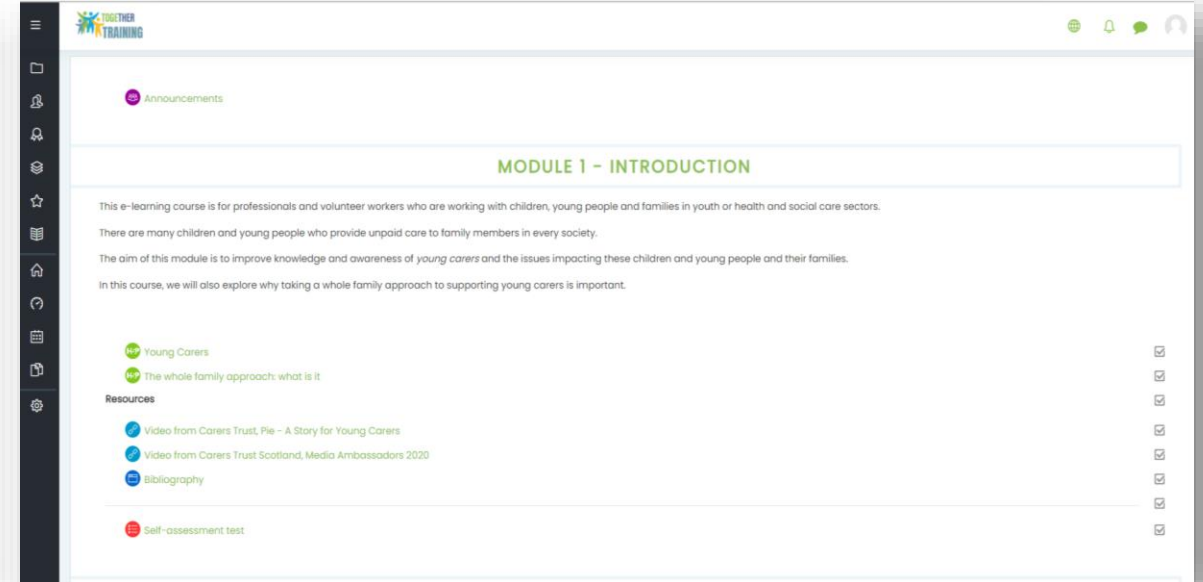 TOGETHER
TRAINING
Announcements
MODULE 1 - INTRODUCTION
This e-learning course is for professionals and volunteer workers who are working with children, young people and families in youth or health and social care sectors.
There are many children and young people who provide unpaid care to family members in every society.
The aim of this module is to improve knowledge and awareness of young carers and the issues impacting these children and young people and their families.
In this course, we will also explore why taking a whole family approach to supporting young carers is important.
H-P Young Carers
H-P The whole family approach: what is it
Resources
Video from Carers Trust, Pie - A Story for Young Carers
Video from Carers Trust Scotland, Media Ambassadors 2020
Bibliography
Self-assessment test